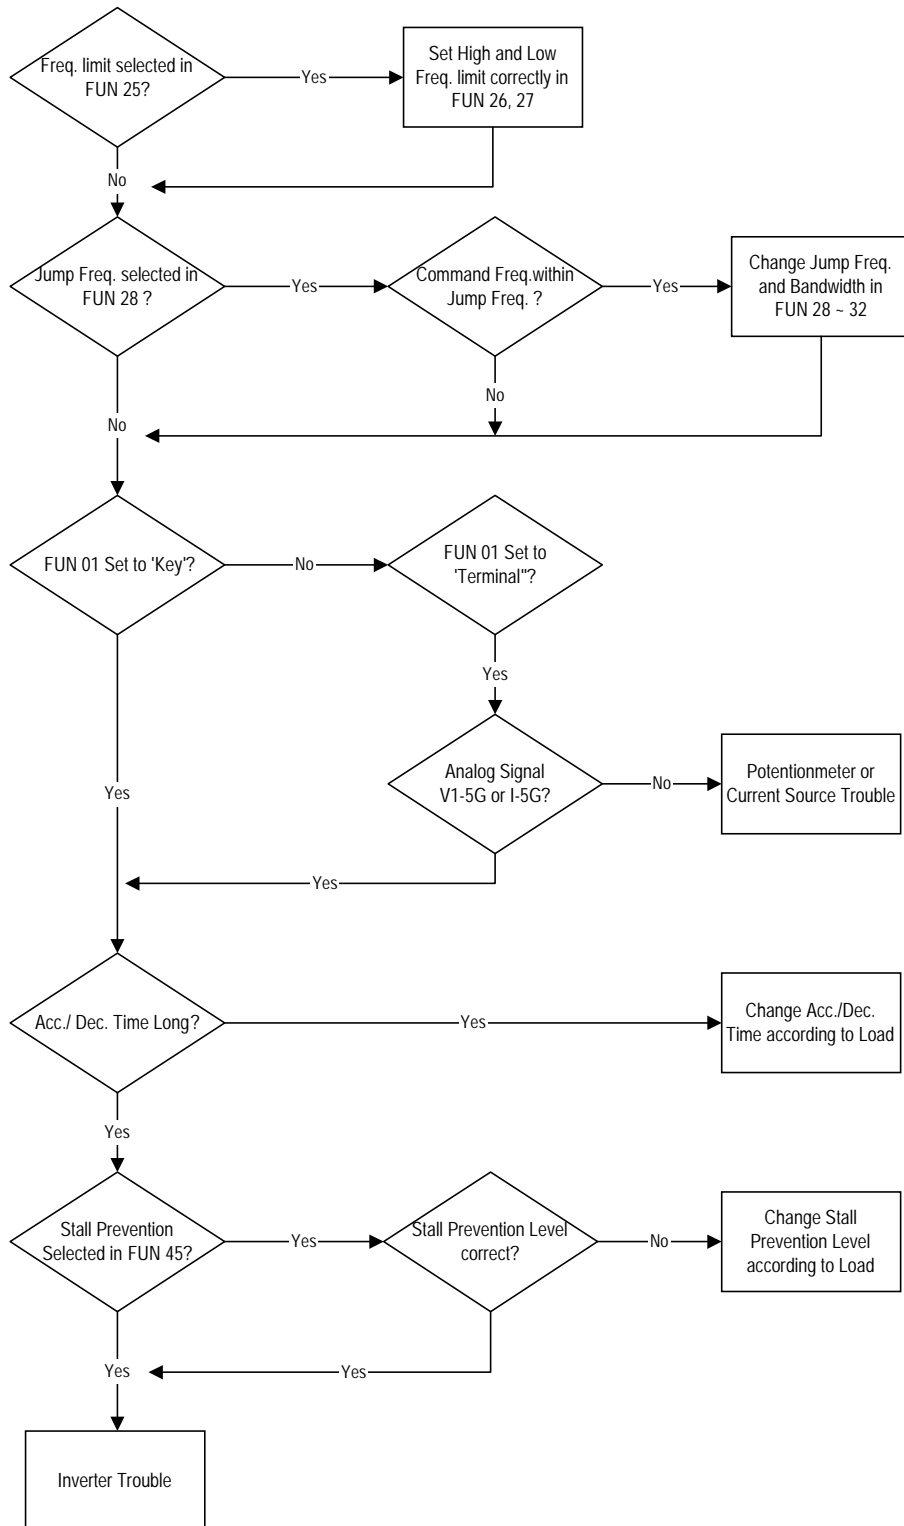 Freq. limit selected in
FUN 25?
Yes
Set High and Low
Freq. limit correctly in
FUN 26, 27
No
Jump Freq. selected in
FUN 28 ?
Yes
Command Freq.within
Jump Freq. ?
Yes
Change Jump Freq.
and Bandwidth in
FUN 28 ~ 32
No
No
FUN 01 Set to 'Key'?
No
FUN 01 Set to
'Terminal"?
Yes
Analog Signal
V1-5G or I-5G?
No
Potentionmeter or
Current Source Trouble
Yes
Yes
Acc./ Dec. Time Long?
Yes
Change Acc./Dec.
Time according to Load
Yes
Stall Prevention
Selected in FUN 45?
Yes
Stall Prevention Level
correct?
No
Change Stall
Prevention Level
according to Load
Yes
Yes
Inverter Trouble